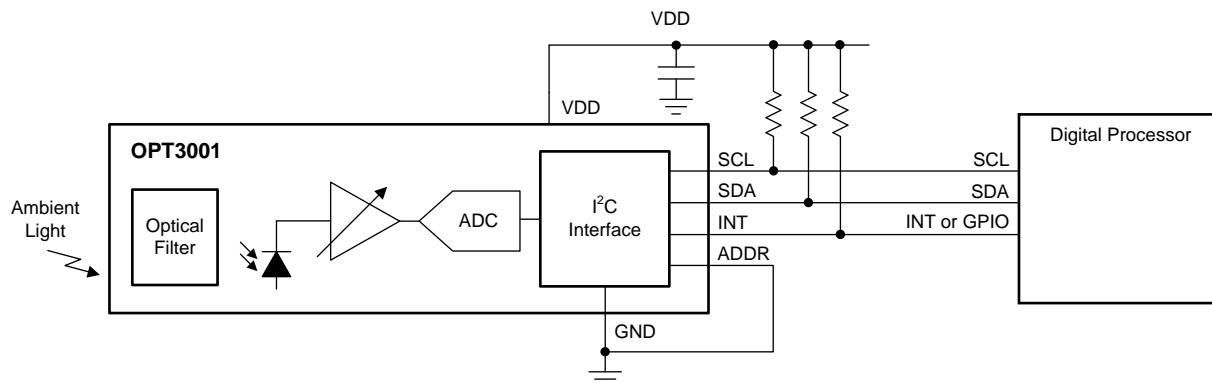 VDD
VDD
OPT3001
Digital Processor
Ambient
Light
Optical
Filter
ADC
I²C
Interface
SCL
SCL
SDA
SDA
INT
INT or GPIO
ADDR
GND